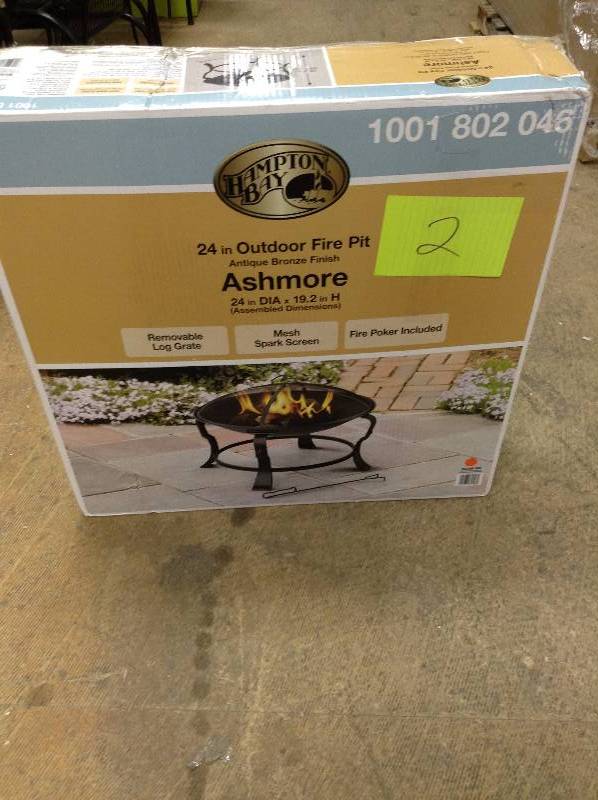 Ashmore
1001 802 046
HAMPTON
BAY
24 in Outdoor Fire Pit
Antique Bronze Finish
Ashmore
24 in DIA x 19.2 in H
(Assembled Dimensions)
2
Removable
Log Grate
Mesh
Spark Screen
Fire Poker Included